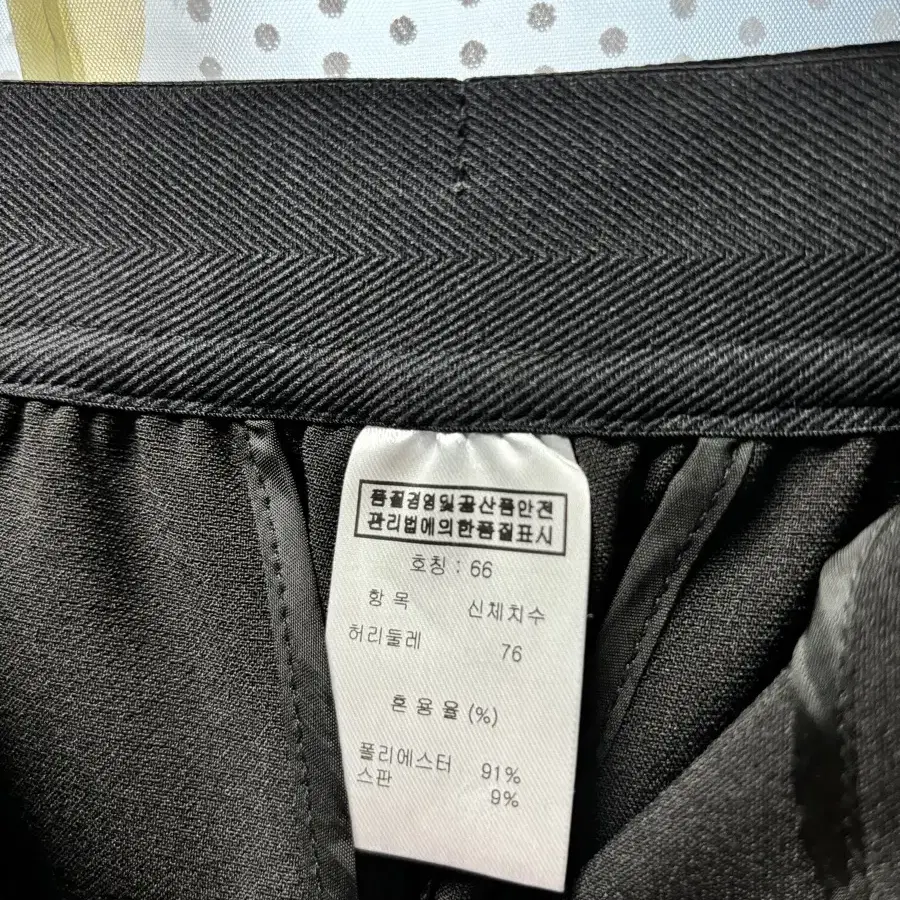 품질경영및공산품안전
관리법에의한품질표시
호칭 : 66
항 목 신체치수
허리둘레 76
혼 용 율 (%)
폴리에스터 91%
스판 9%